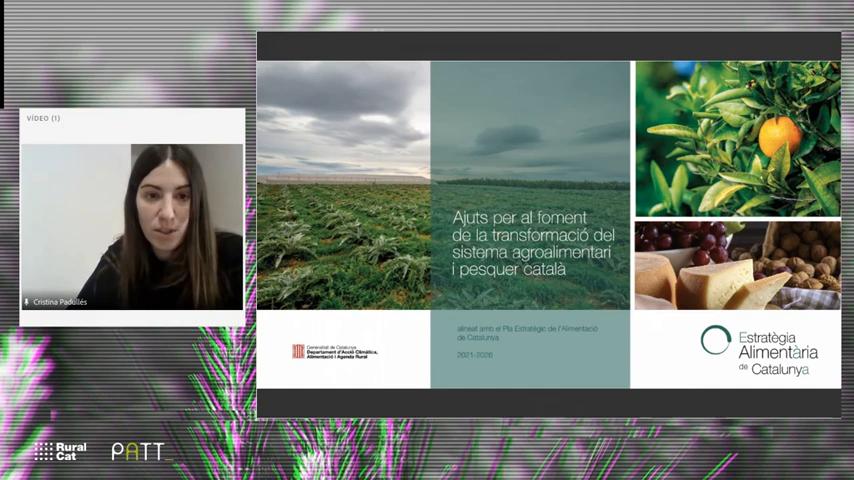 VÍDEO (1)
Cristina Padullés
Ajuts per al foment
de la transformació del
sistema agroalimentari
i pesquer català
alineat amb el Pla Estratègic de l'Alimentació
de Catalunya
2021-2026
Generalitat de Catalunya
Departament d'Acció Climàtica,
Alimentació i Agenda Rural
Estratègia
Alimentària
de Catalunya
Rural
Cat
PATT_